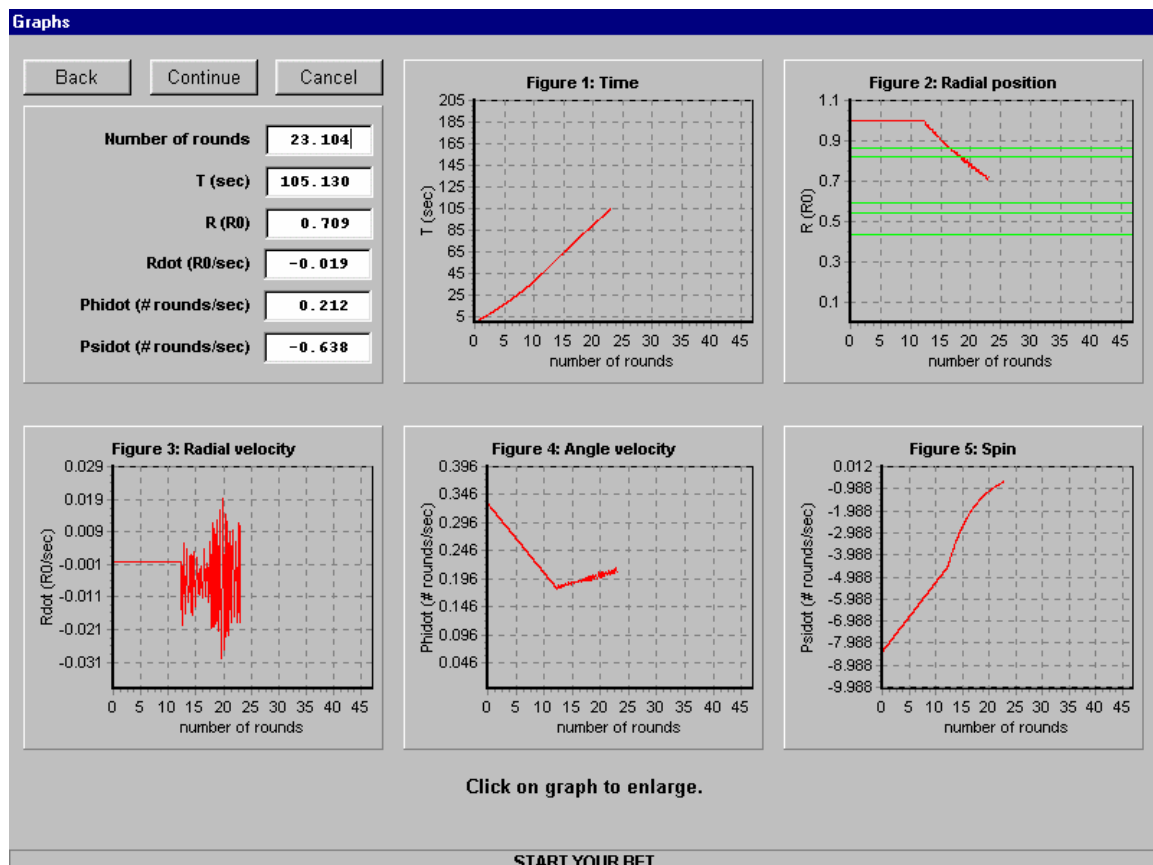 Graphs
Back
Continue
Cancel
Number of rounds 23.104
T (sec) 105.130
R (R0) 0.709
Rdot (R0/sec) -0.019
Phidot (# rounds/sec) 0.212
Psidot (# rounds/sec) -0.638
Figure 1: Time
205
185
165
145
125
105
85
65
45
25
5
T (sec)
0 5 10 15 20 25 30 35 40 45
number of rounds
Figure 2: Radial position
1.1
0.9
0.7
0.5
0.3
0.1
R (R0)
0 5 10 15 20 25 30 35 40 45
number of rounds
Figure 3: Radial velocity
0.029
0.019
0.009
-0.001
-0.011
-0.021
-0.031
Rdot (R0/sec)
0 5 10 15 20 25 30 35 40 45
number of rounds
Figure 4: Angle velocity
0.396
0.346
0.296
0.246
0.196
0.146
0.096
0.046
Phidot (# rounds/sec)
0 5 10 15 20 25 30 35 40 45
number of rounds
Figure 5: Spin
0.012
-0.988
-1.988
-2.988
-3.988
-4.988
-5.988
-6.988
-7.988
-8.988
-9.988
Psidot (# rounds/sec)
0 5 10 15 20 25 30 35 40 45
number of rounds
Click on graph to enlarge.
START YOUR BET